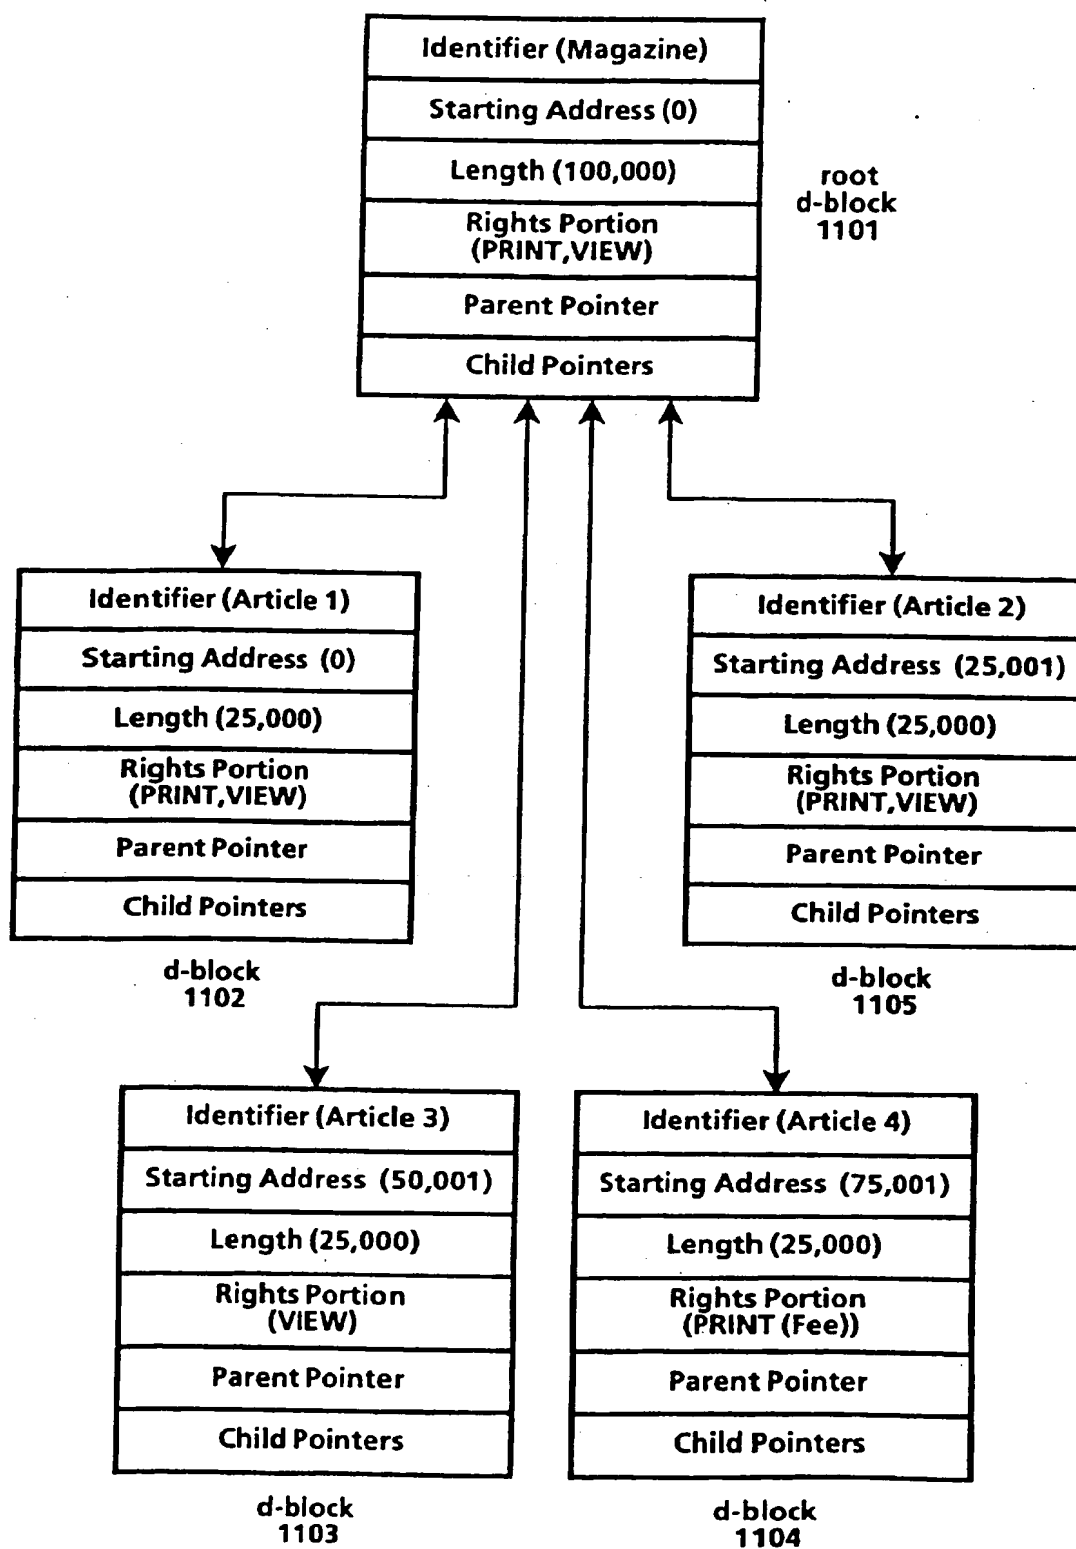 Identifier (Magazine)
Starting Address (0)
Length (100,000)
Rights Portion
(PRINT,VIEW)
Parent Pointer
Child Pointers
root
d-block
1101
Identifier (Article 1)
Starting Address (0)
Length (25,000)
Rights Portion
(PRINT,VIEW)
Parent Pointer
Child Pointers
d-block
1102
Identifier (Article 2)
Starting Address (25,001)
Length (25,000)
Rights Portion
(PRINT,VIEW)
Parent Pointer
Child Pointers
d-block
1105
Identifier (Article 3)
Starting Address (50,001)
Length (25,000)
Rights Portion
(VIEW)
Parent Pointer
Child Pointers
d-block
1103
Identifier (Article 4)
Starting Address (75,001)
Length (25,000)
Rights Portion
(PRINT (Fee))
Parent Pointer
Child Pointers
d-block
1104